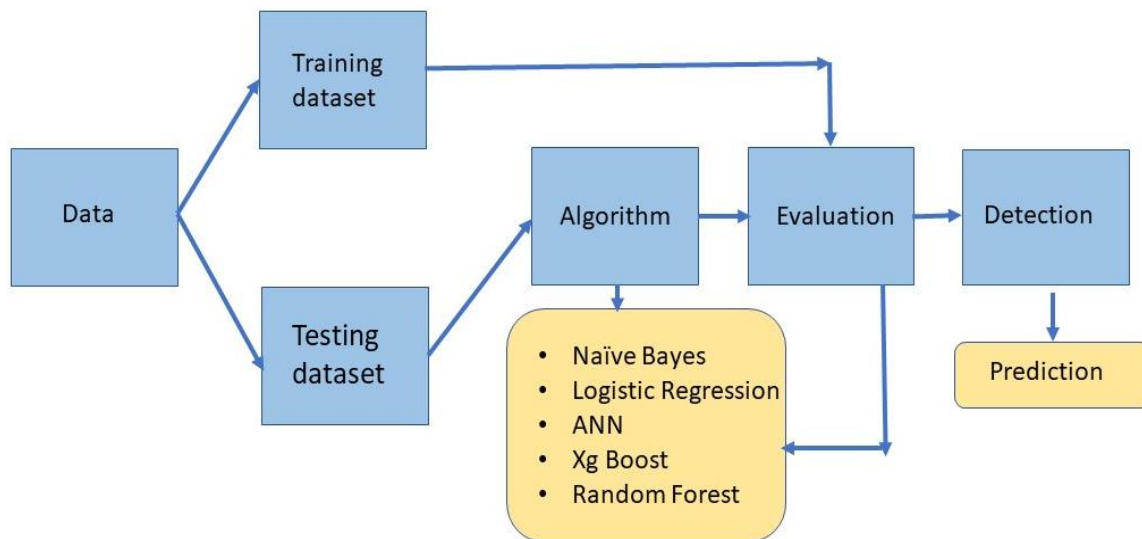 Training
dataset
Data
Testing
dataset
Algorithm
Evaluation
Detection
• Naïve Bayes
• Logistic Regression
• ANN
• Xg Boost
• Random Forest
Prediction